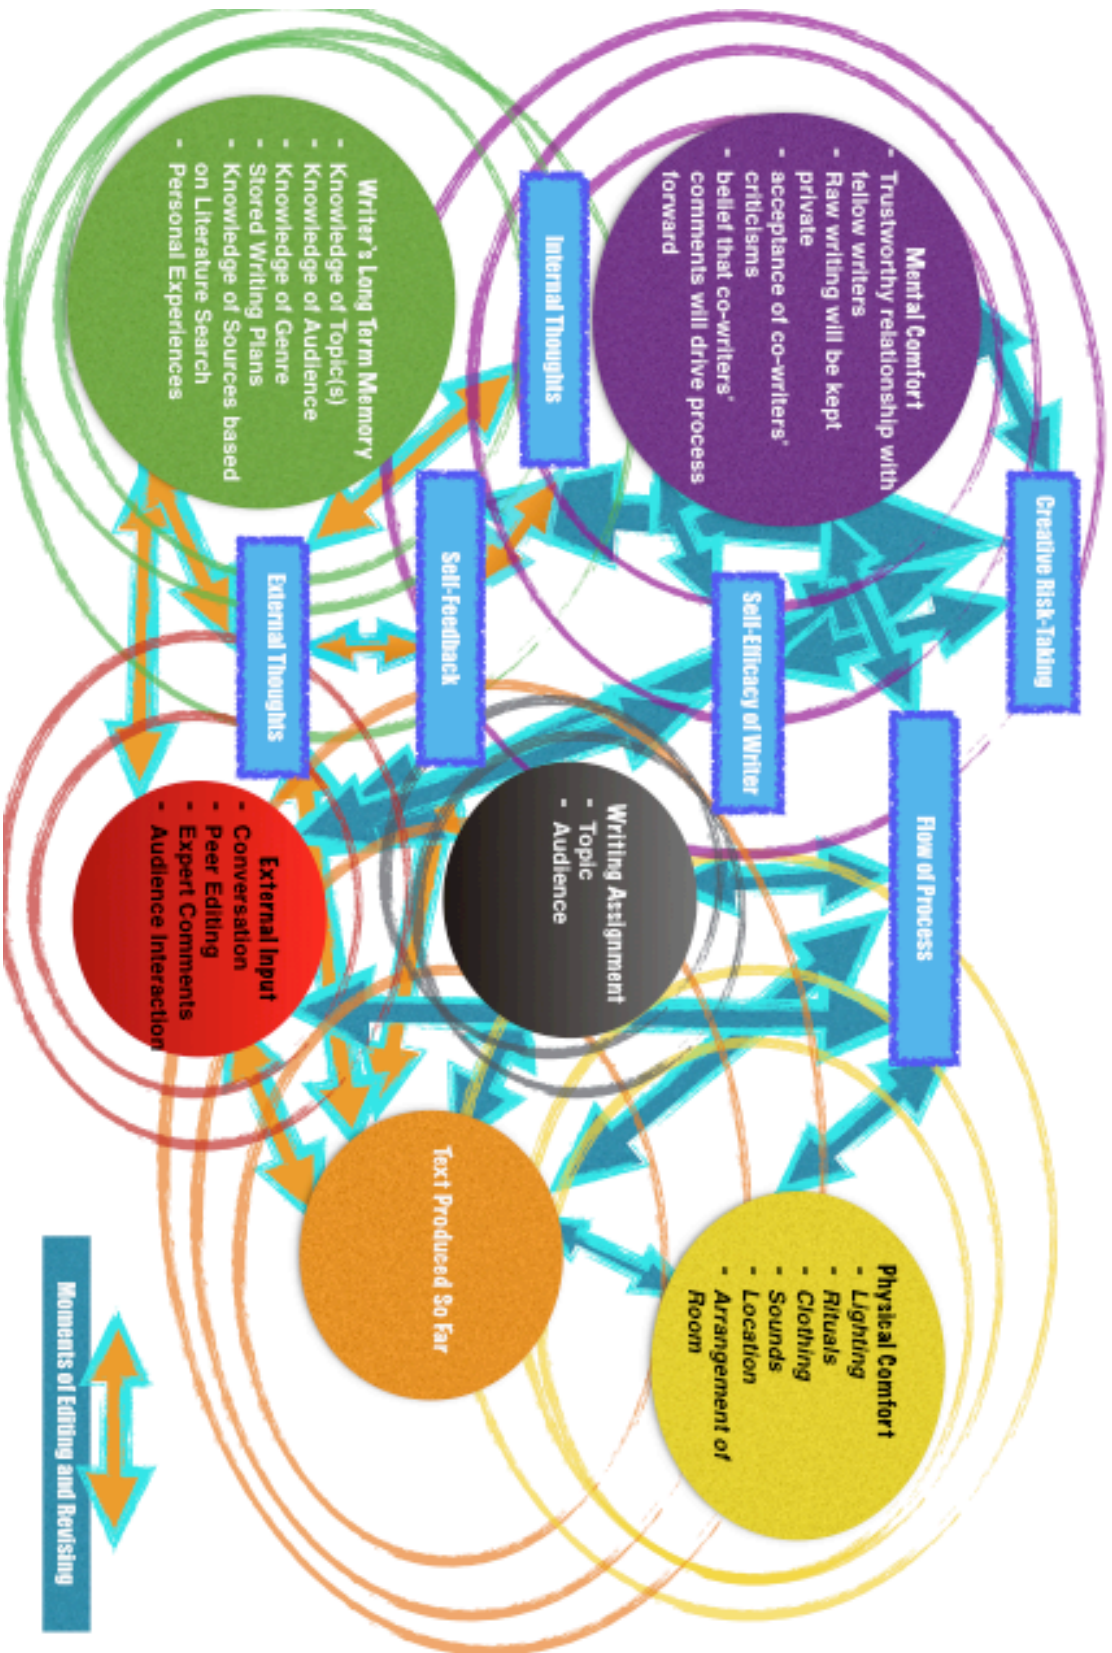 Mental Comfort
- Trustworthy relationship with
fellow writers
- Raw writing will be kept
private
- acceptance of co-writers'
criticisms
- belief that co-writers'
comments will drive process
forward
Creative Risk-Taking
Flow of Process
Physical Comfort
- Lighting
- Rituals
- Clothing
- Sounds
- Location
- Arrangement of
Room
Self-Efficacy of Writer
Internal Thoughts
Writing Assignment
- Topic
- Audience
Self-Feedback
Text Produced So Far
Writer's Long Term Memory
- Knowledge of Topic(s)
- Knowledge of Audience
- Knowledge of Genre
- Stored Writing Plans
- Knowledge of Sources based
on Literature Search
- Personal Experiences
External Thoughts
External Input
- Conversation
- Peer Editing
- Expert Comments
- Audience Interaction
Moments of Editing and Revising